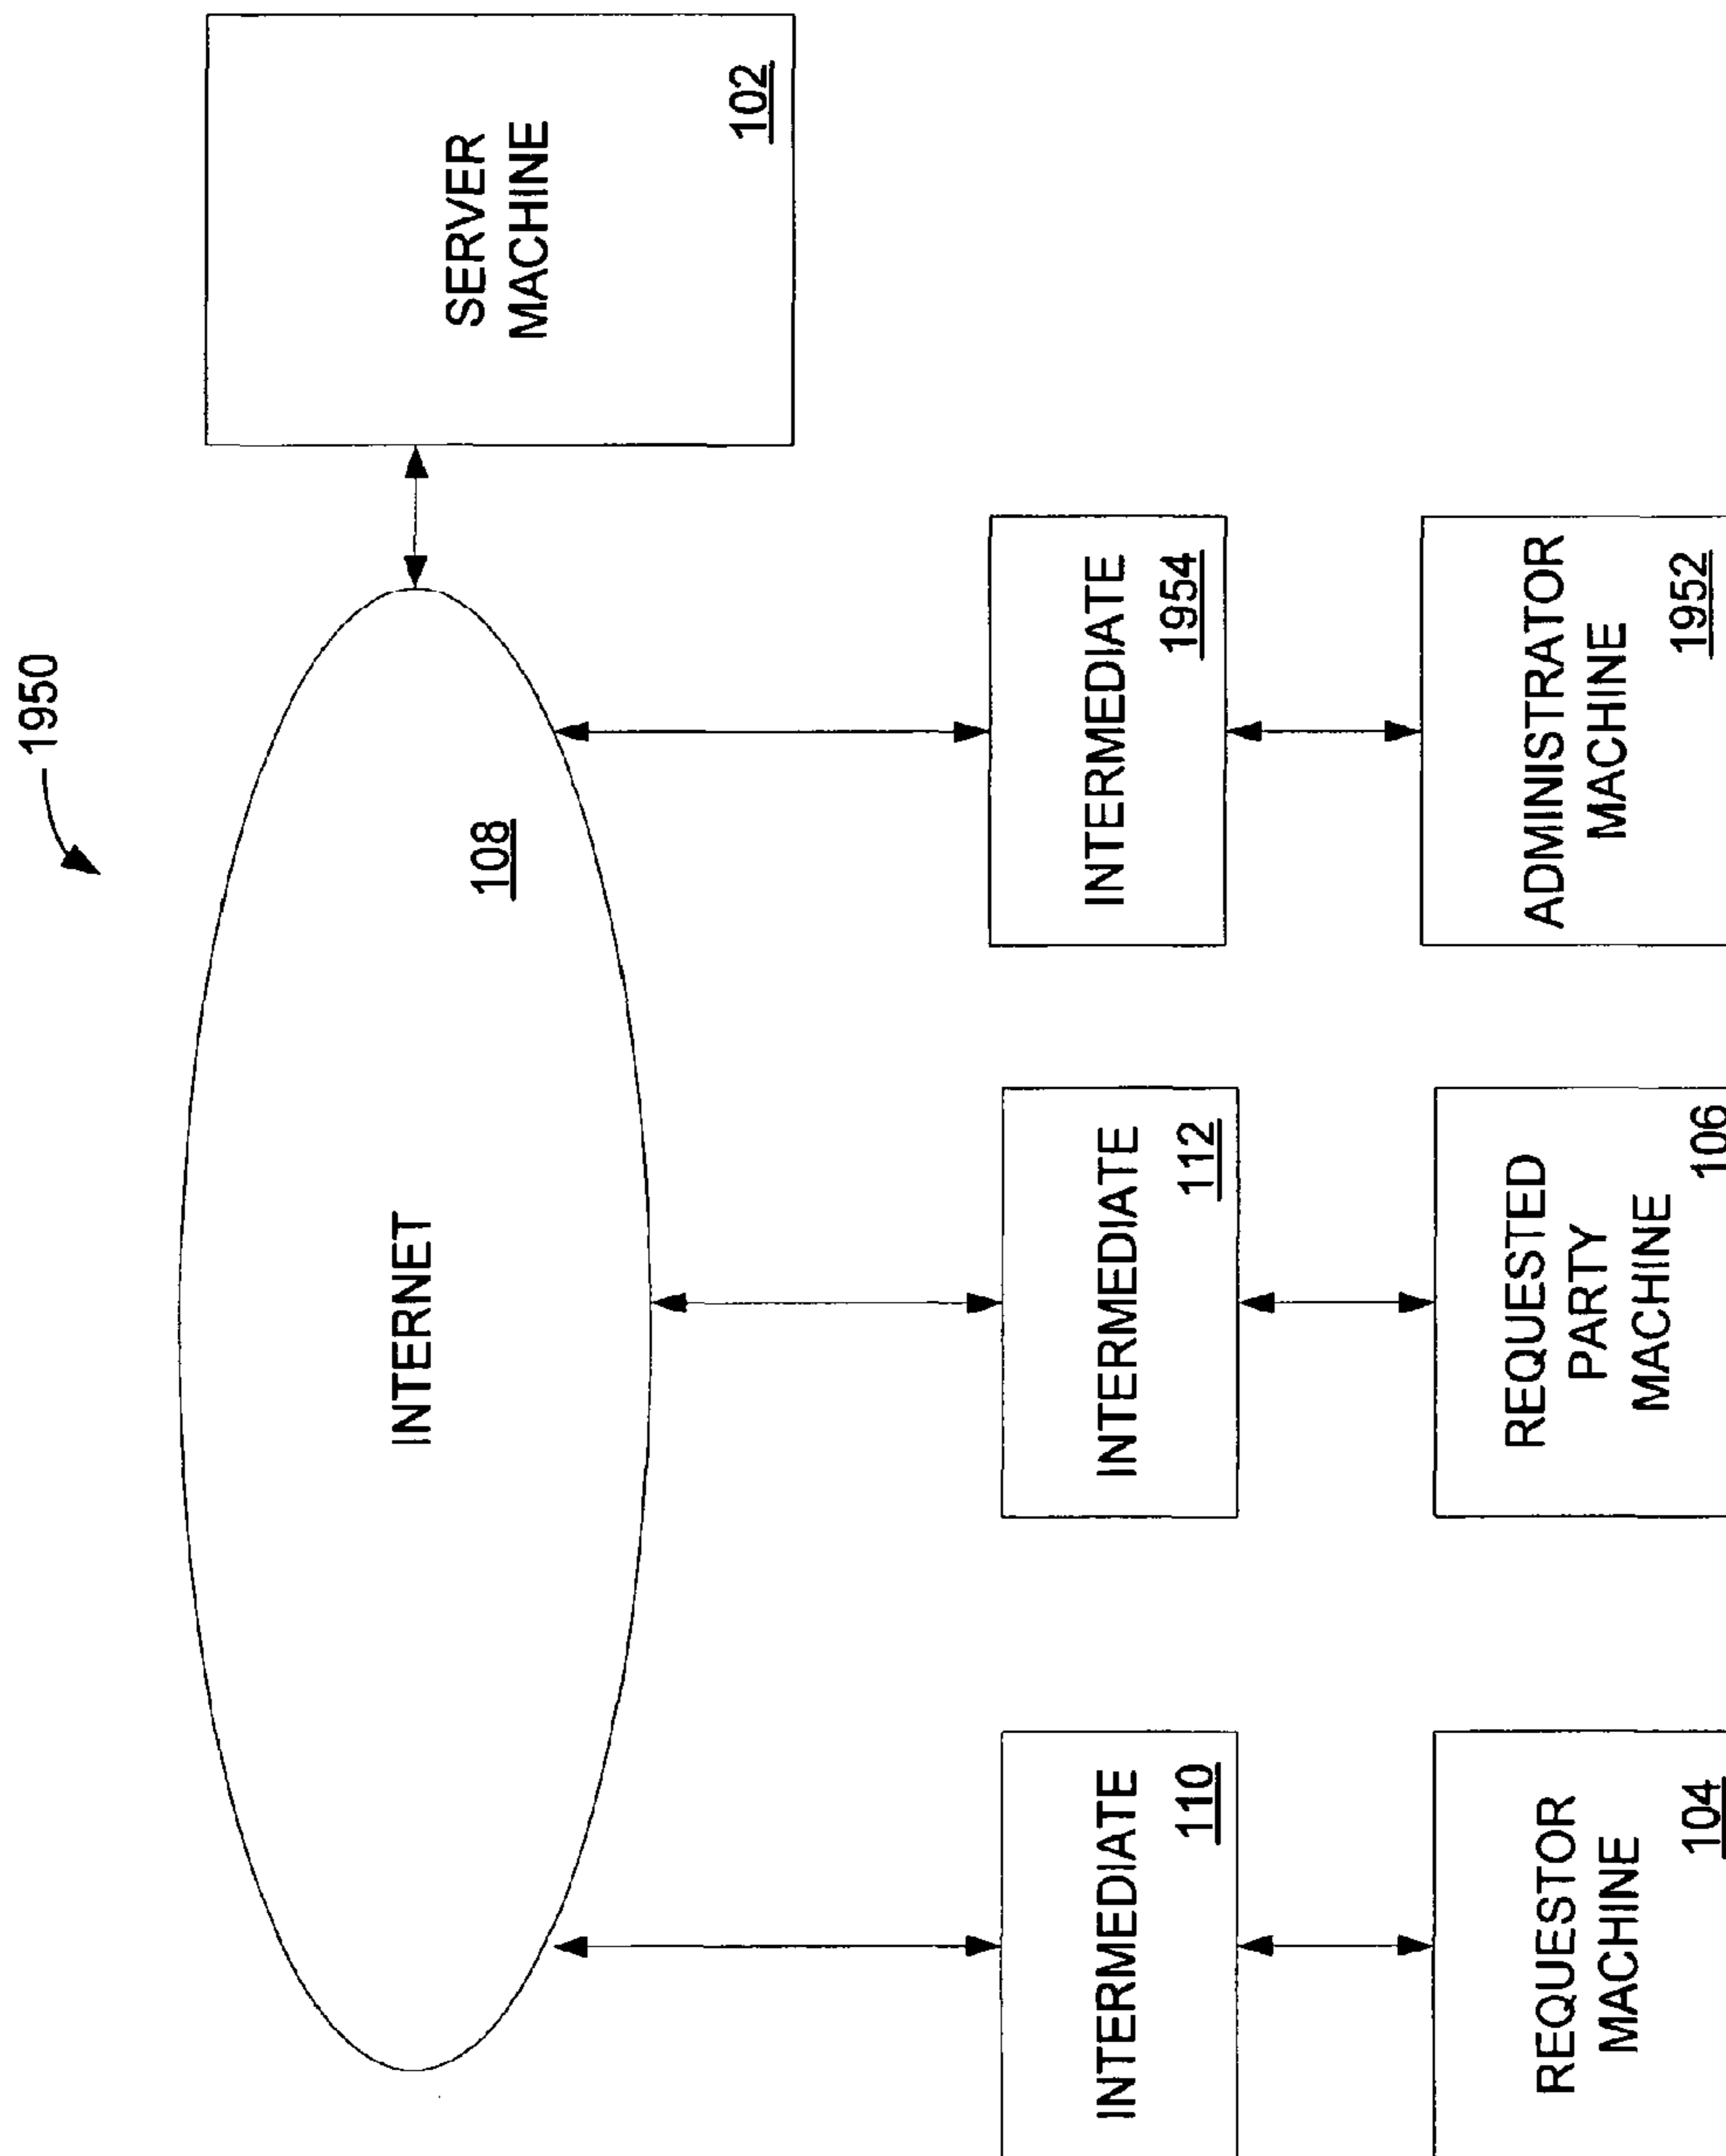 1950
INTERNET
108
SERVER
MACHINE
102
INTERMEDIATE
110
INTERMEDIATE
112
INTERMEDIATE
1954
REQUESTOR
MACHINE
104
REQUESTED
PARTY
MACHINE
106
ADMINISTRATOR
MACHINE
1952